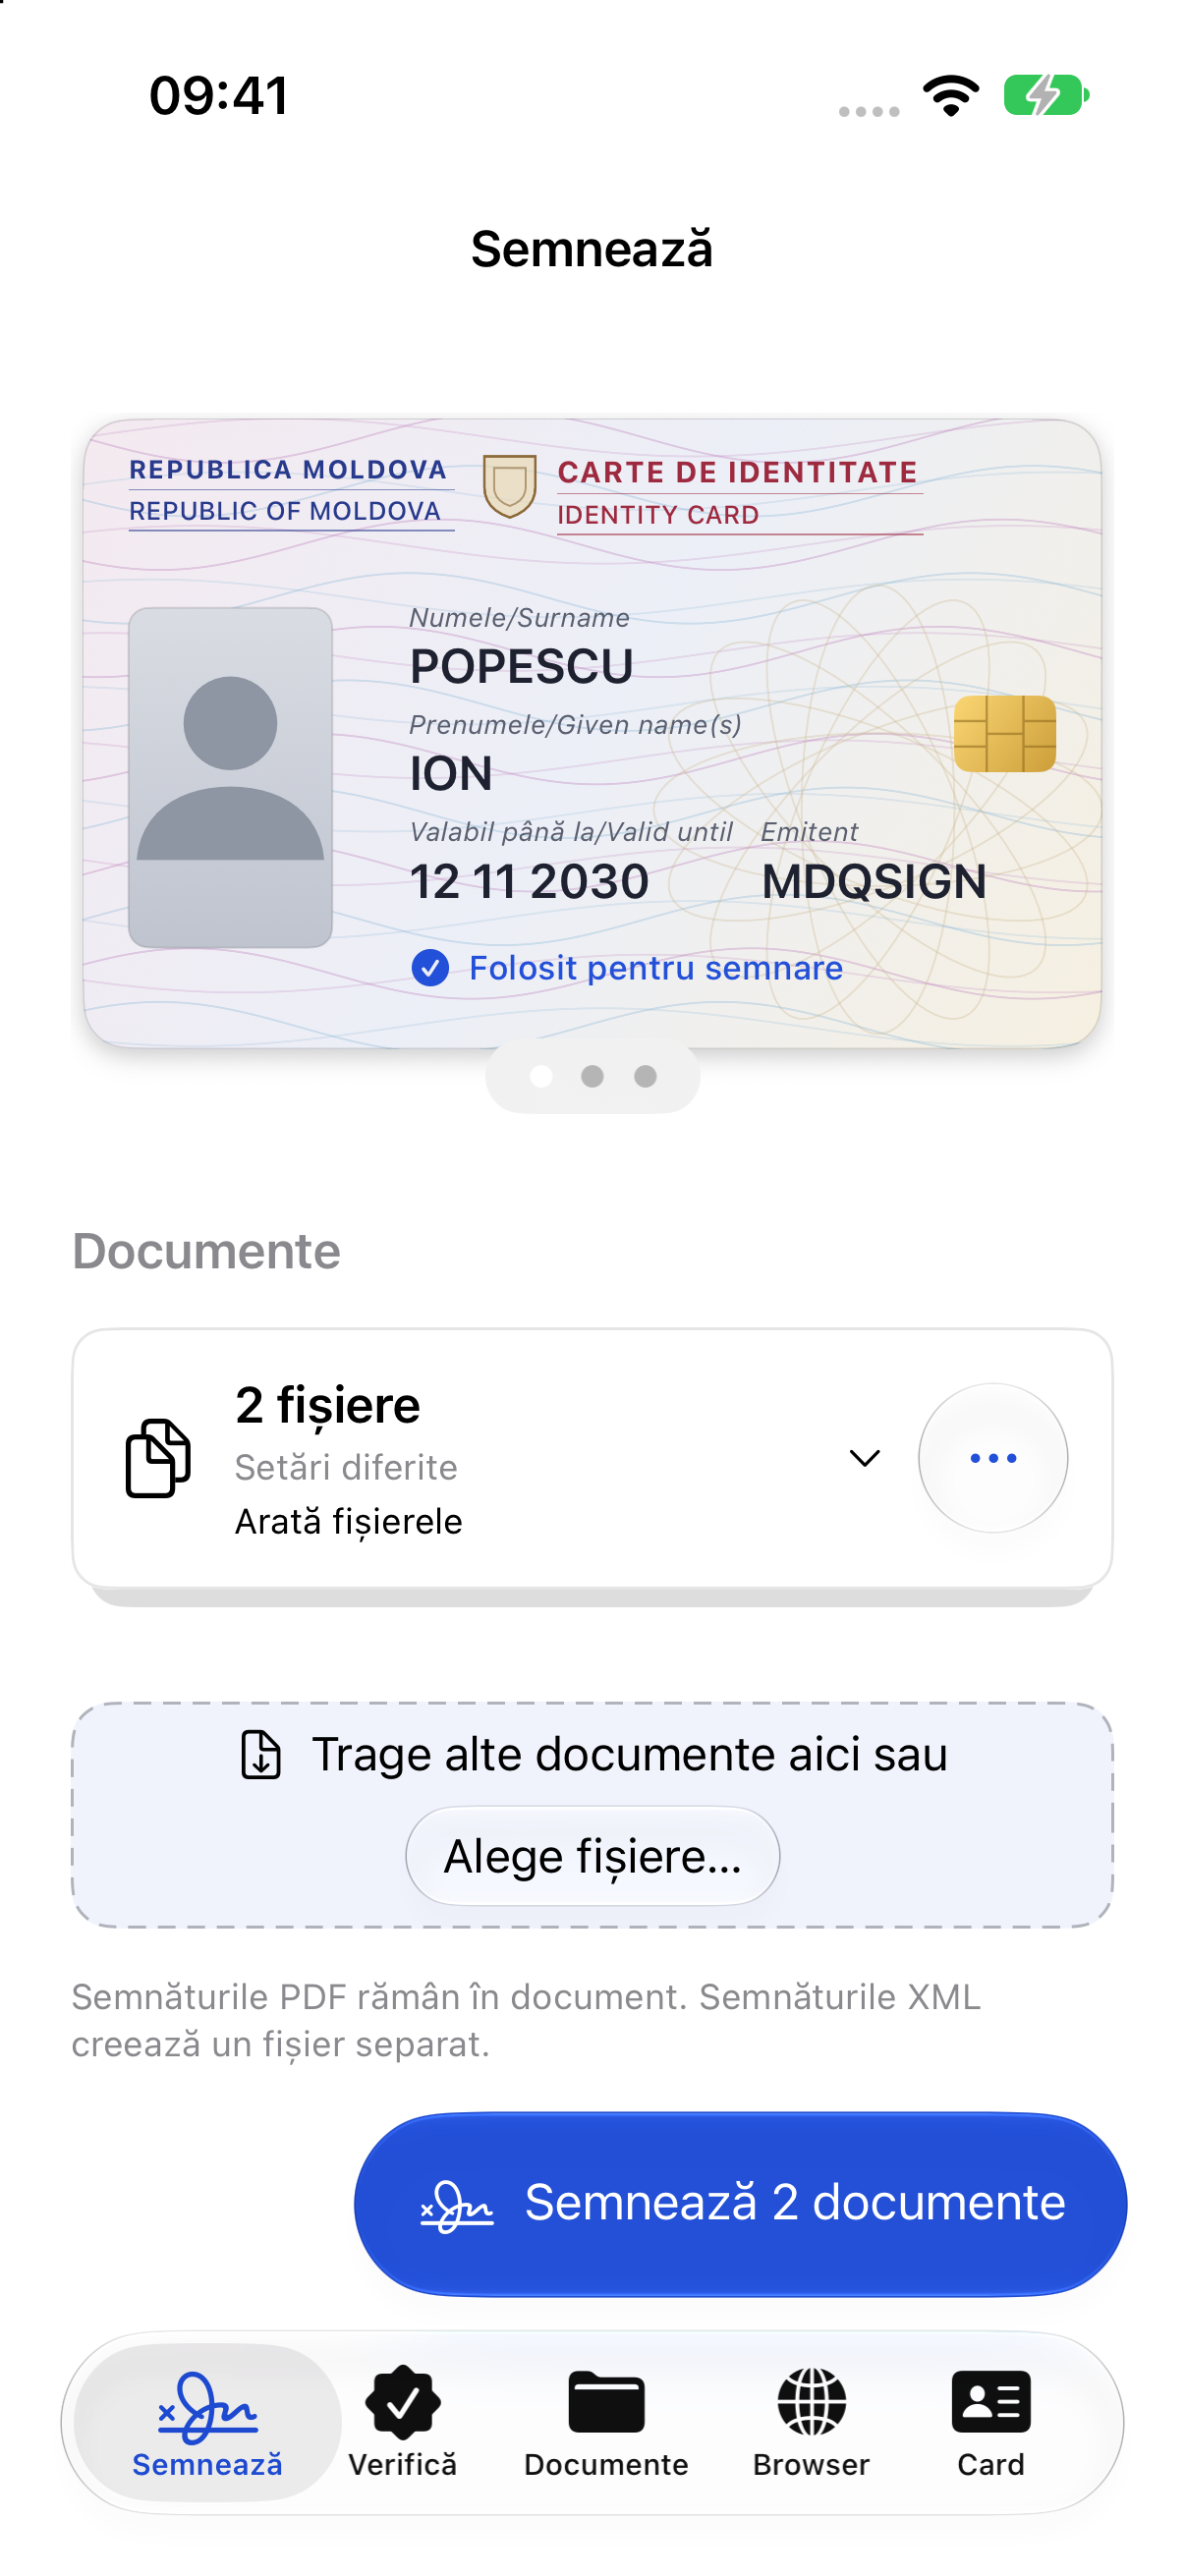 09:41
Semnează
REPUBLICA MOLDOVA
REPUBLIC OF MOLDOVA
CARTE DE IDENTITATE
IDENTITY CARD
Numele/Surname
POPESCU
Prenumele/Given name(s)
ION
Valabil până la/Valid until Emitent
12 11 2030 MDQSIGN
Folosit pentru semnare
Documente
2 fișiere
Setări diferite
Arată fișierele
Trage alte documente aici sau
Alege fișiere...
Semnăturile PDF rămân în document. Semnăturile XML
creează un fișier separat.
Semnează 2 documente
Semnează Verifică Documente Browser Card